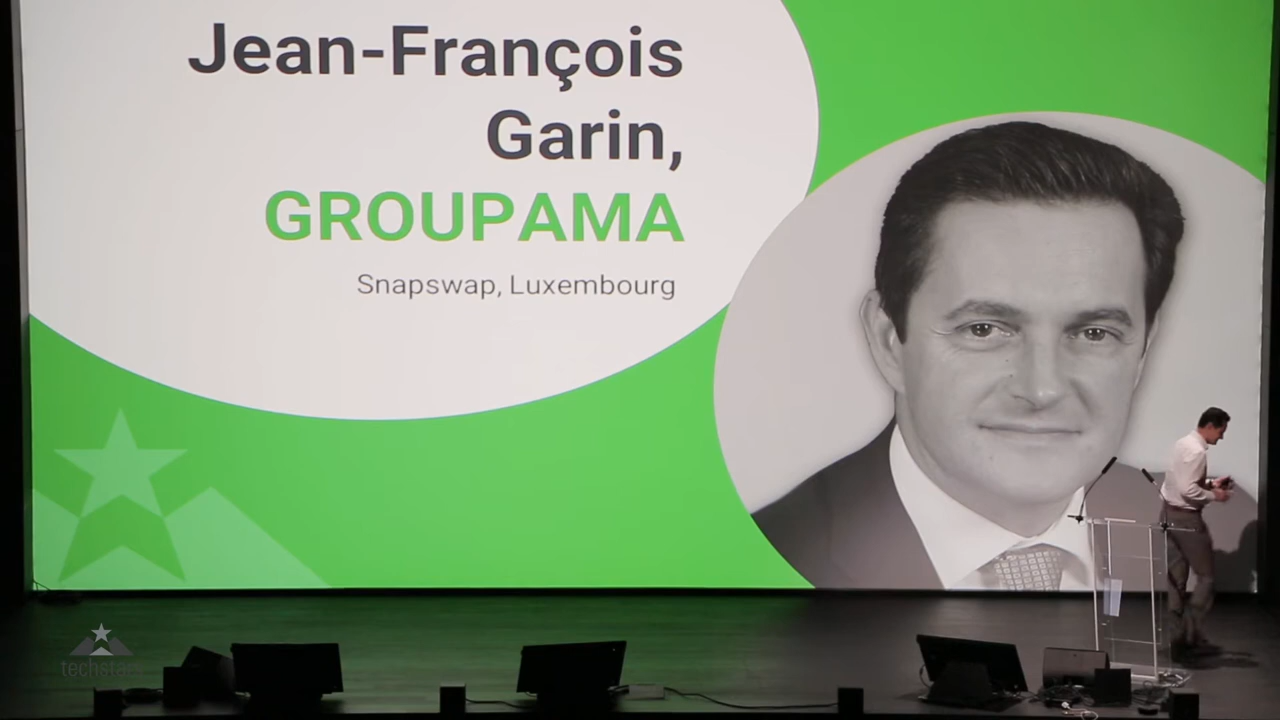 Jean-François
Garin,
GROUPAMA
Snapswap, Luxembourg
techstars